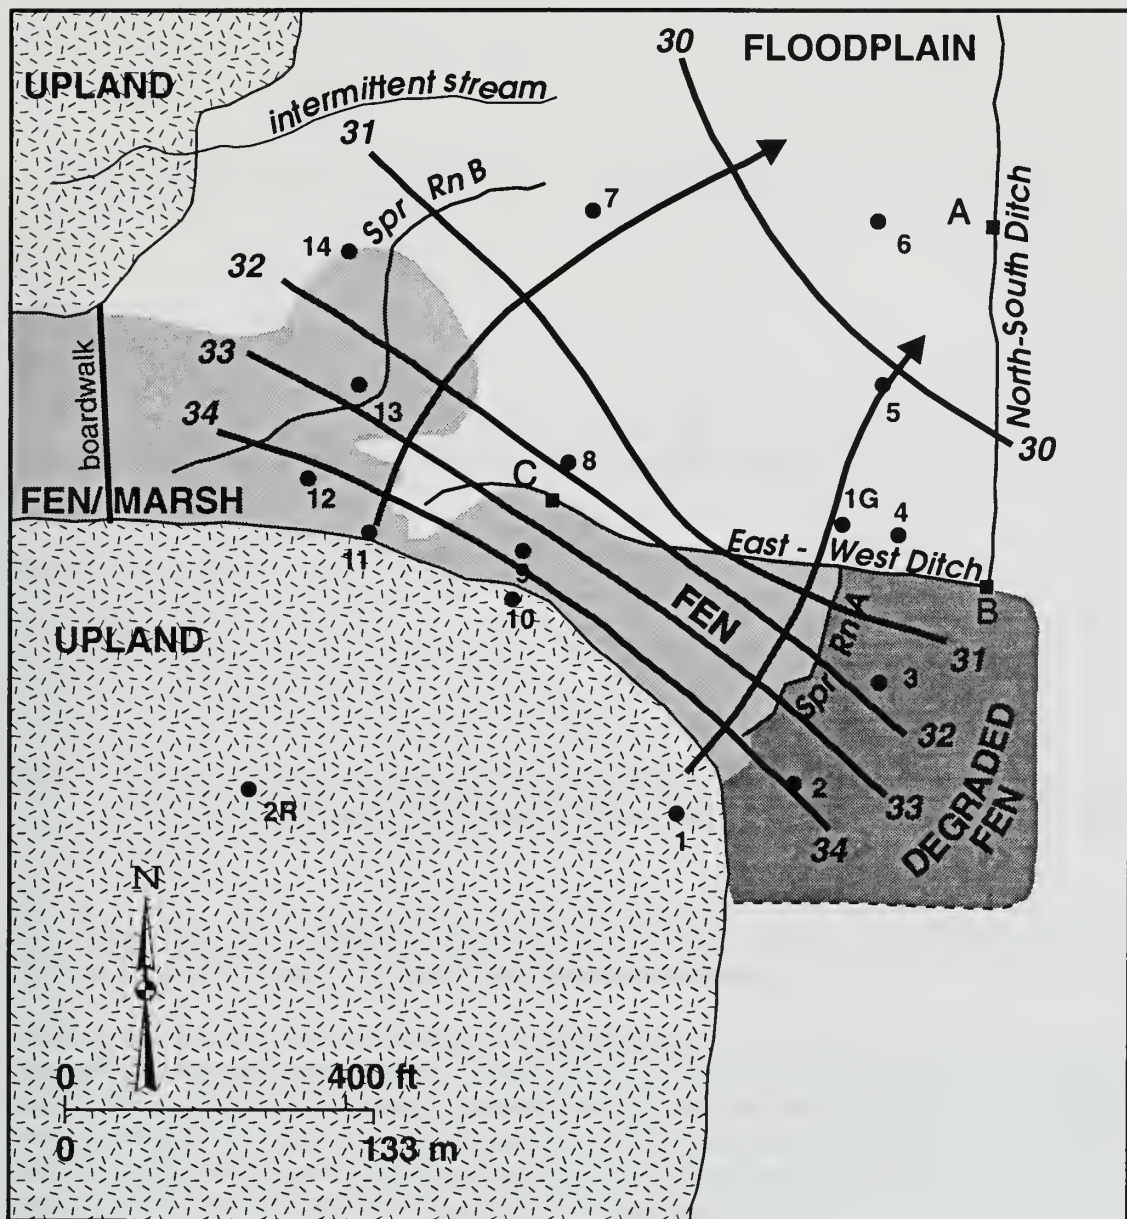 30
FLOODPLAIN
UPLAND
intermittent stream
31
Spr Rn B
7
A
6
14
32
North-South Ditch
33
boardwalk
13
5
34
30
8
C
FEN/MARSH
12
1G
4
11
East - West Ditch
9
B
10
FEN
UPLAND
Spr Rn A
31
3
32
2R
2
33
1
34
DEGRADED
FEN
N
0
400 ft
0
133 m